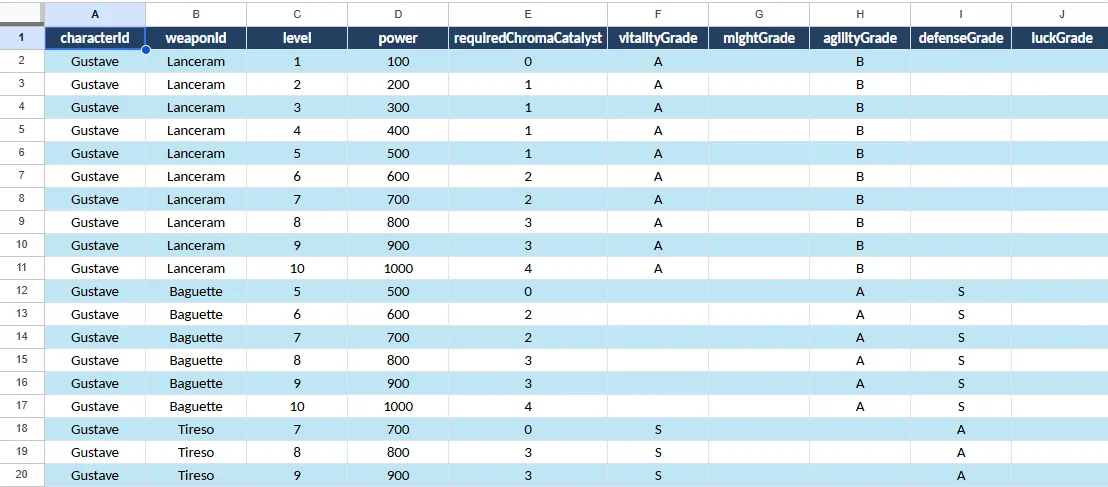 A B C D E F G H I J
1 characterId weaponId level power requiredChromaCatalyst vitalityGrade mightGrade agilityGrade defenseGrade luckGrade
2 Gustave Lanceram 1 100 0 A B
3 Gustave Lanceram 2 200 1 A B
4 Gustave Lanceram 3 300 1 A B
5 Gustave Lanceram 4 400 1 A B
6 Gustave Lanceram 5 500 1 A B
7 Gustave Lanceram 6 600 2 A B
8 Gustave Lanceram 7 700 2 A B
9 Gustave Lanceram 8 800 3 A B
10 Gustave Lanceram 9 900 3 A B
11 Gustave Lanceram 10 1000 4 A B
12 Gustave Baguette 5 500 0 A S
13 Gustave Baguette 6 600 2 A S
14 Gustave Baguette 7 700 2 A S
15 Gustave Baguette 8 800 3 A S
16 Gustave Baguette 9 900 3 A S
17 Gustave Baguette 10 1000 4 A S
18 Gustave Tireso 7 700 0 S A
19 Gustave Tireso 8 800 3 S A
20 Gustave Tireso 9 900 3 S A